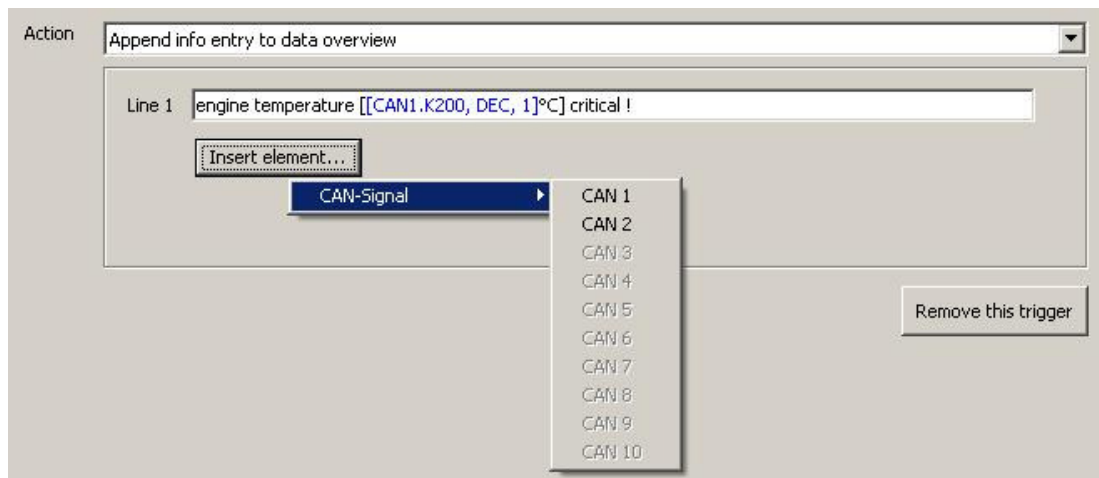 Action Append info entry to data overview
Line 1 engine temperature [[CAN1.K200, DEC, 1]°C] critical !
Insert element...
CAN-Signal
CAN 1
CAN 2
CAN 3
CAN 4
CAN 5
Remove this trigger
CAN 6
CAN 7
CAN 8
CAN 9
CAN 10